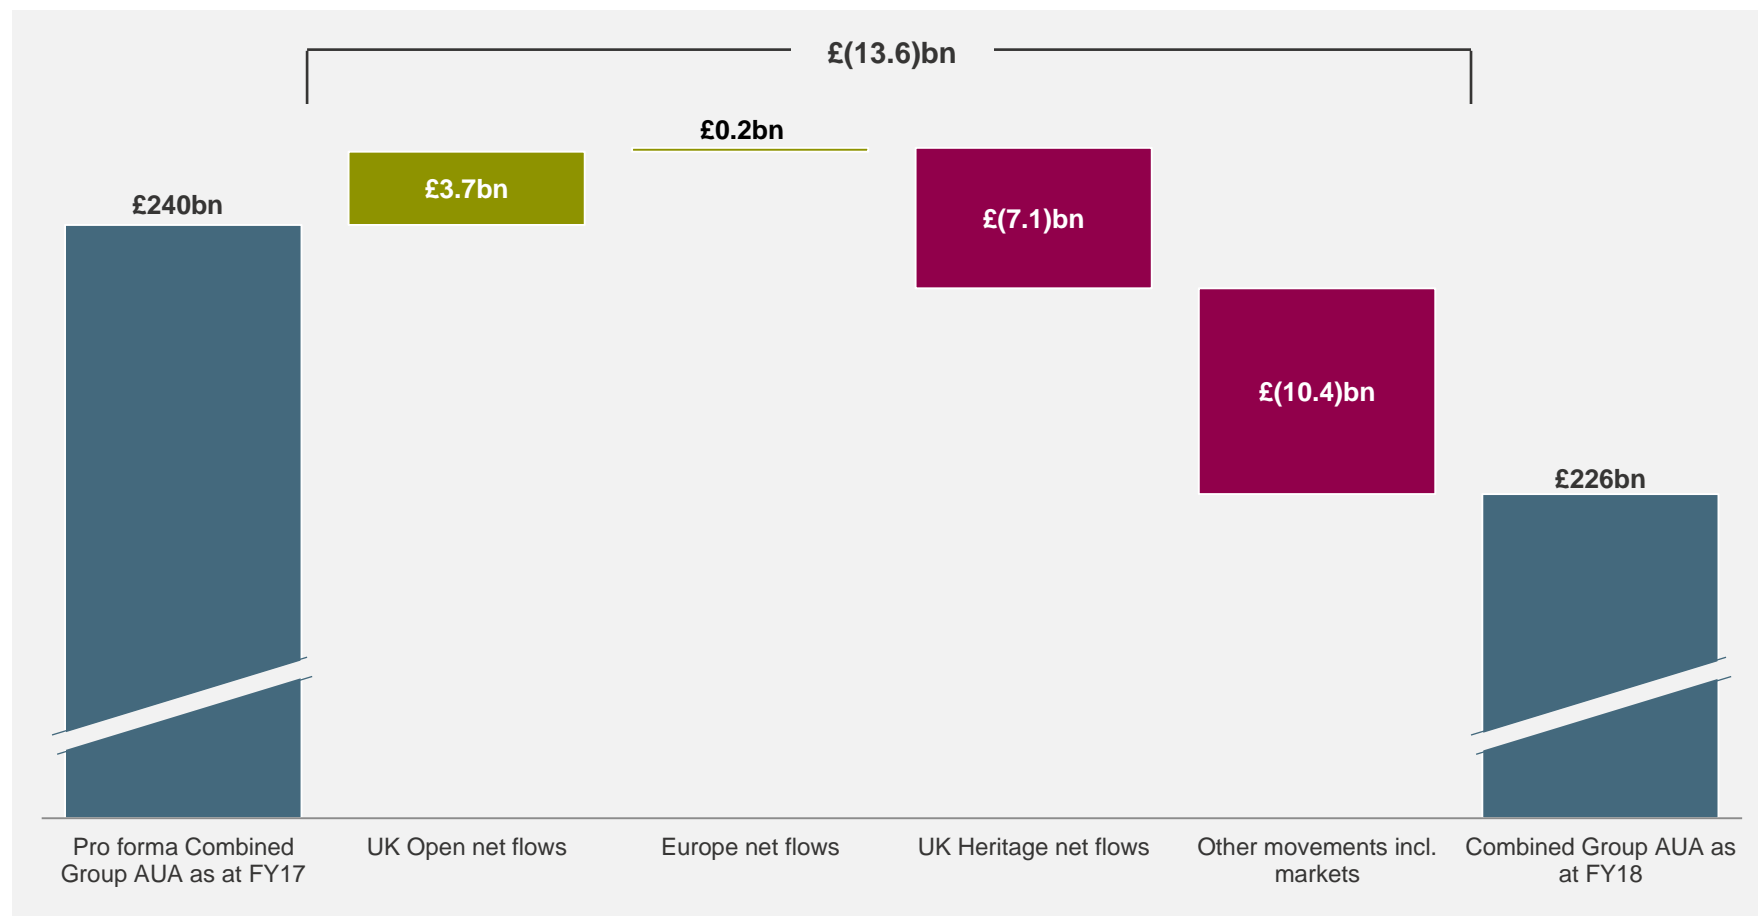 £(13.6)bn
£0.2bn
£3.7bn
£240bn
£(7.1)bn
£(10.4)bn
£226bn
Pro forma Combined
Group AUA as at FY17
UK Open net flows
Europe net flows
UK Heritage net flows
Other movements incl.
markets
Combined Group AUA as
at FY18